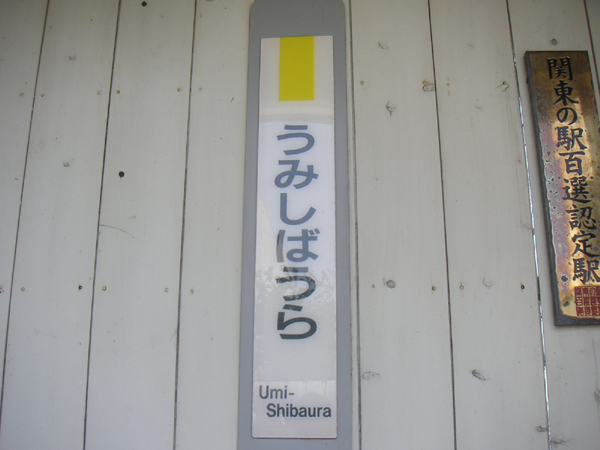 うみしばうら
Umi-
Shibaura
関東の駅百選認定駅